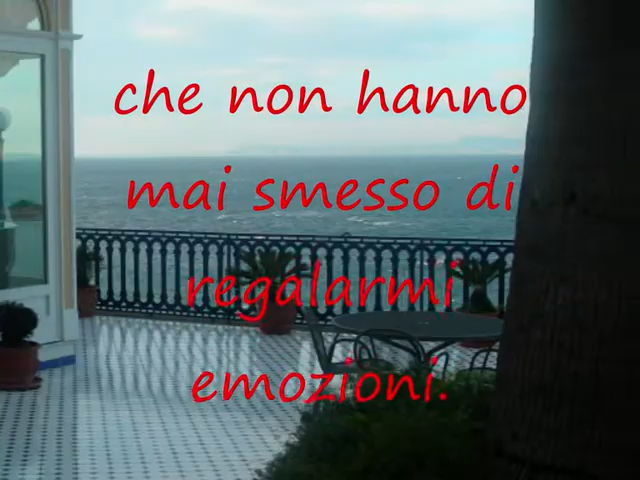 che non hanno
mai smesso di
regalarmi
emozioni.